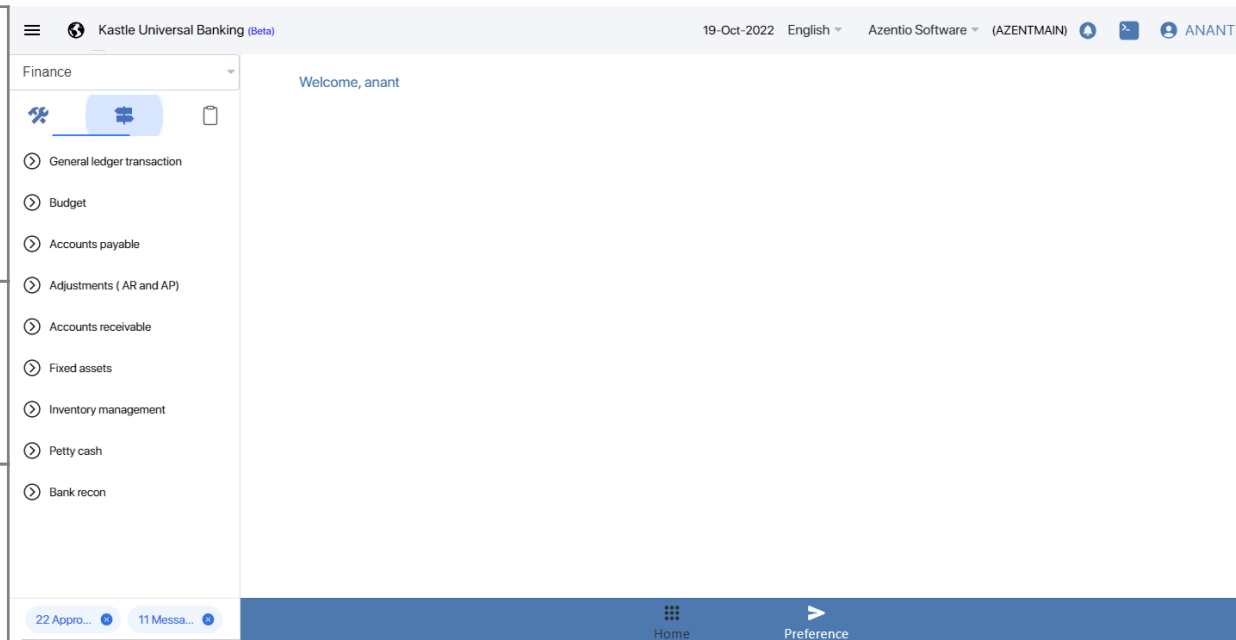 Kastle Universal Banking (Beta) 19-Oct-2022 English Azentio Software (AZENTMAIN) ANANT
Finance
Welcome, anant
General ledger transaction
Budget
Accounts payable
Adjustments ( AR and AP)
Accounts receivable
Fixed assets
Inventory management
Petty cash
Bank recon
22 Appro... 11 Messa...
Home Preference